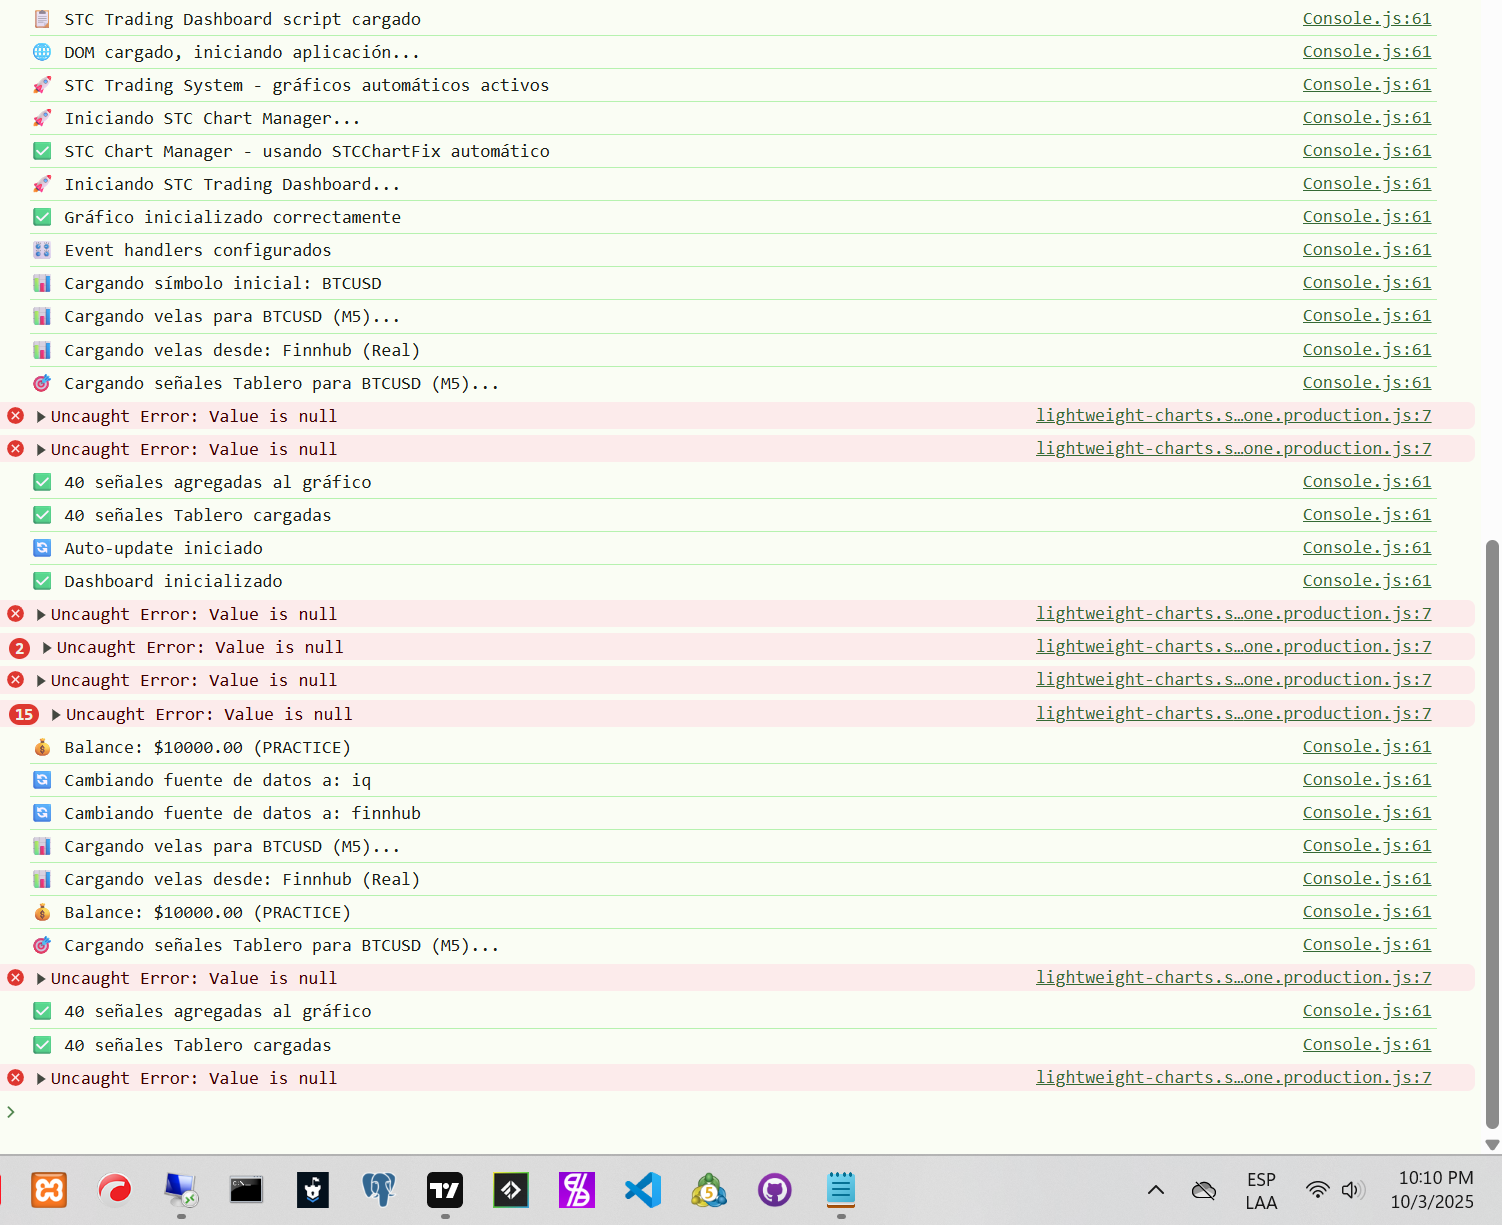 STC Trading Dashboard script cargado Console.js:61
DOM cargado, iniciando aplicación... Console.js:61
STC Trading System - gráficos automáticos activos Console.js:61
Iniciando STC Chart Manager... Console.js:61
STC Chart Manager - usando STCChartFix automático Console.js:61
Iniciando STC Trading Dashboard... Console.js:61
Gráfico inicializado correctamente Console.js:61
Event handlers configurados Console.js:61
Cargando símbolo inicial: BTCUSD Console.js:61
Cargando velas para BTCUSD (M5)... Console.js:61
Cargando velas desde: Finnhub (Real) Console.js:61
Cargando señales Tablero para BTCUSD (M5)... Console.js:61
Uncaught Error: Value is null lightweight-charts.s…one.production.js:7
Uncaught Error: Value is null lightweight-charts.s…one.production.js:7
40 señales agregadas al gráfico Console.js:61
40 señales Tablero cargadas Console.js:61
Auto-update iniciado Console.js:61
Dashboard inicializado Console.js:61
Uncaught Error: Value is null lightweight-charts.s…one.production.js:7
2 Uncaught Error: Value is null lightweight-charts.s…one.production.js:7
Uncaught Error: Value is null lightweight-charts.s…one.production.js:7
15 Uncaught Error: Value is null lightweight-charts.s…one.production.js:7
Balance: $10000.00 (PRACTICE) Console.js:61
Cambiando fuente de datos a: iq Console.js:61
Cambiando fuente de datos a: finnhub Console.js:61
Cargando velas para BTCUSD (M5)... Console.js:61
Cargando velas desde: Finnhub (Real) Console.js:61
Balance: $10000.00 (PRACTICE) Console.js:61
Cargando señales Tablero para BTCUSD (M5)... Console.js:61
Uncaught Error: Value is null lightweight-charts.s…one.production.js:7
40 señales agregadas al gráfico Console.js:61
40 señales Tablero cargadas Console.js:61
Uncaught Error: Value is null lightweight-charts.s…one.production.js:7
ESP 10:10 PM
LAA 10/3/2025